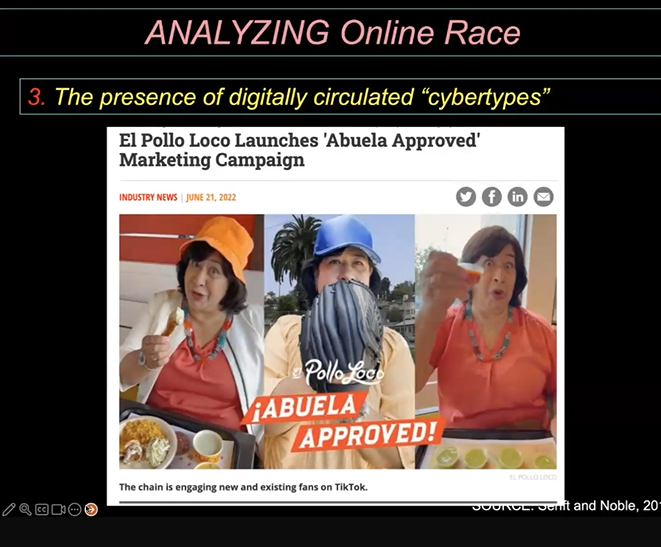 ANALYZING Online Race
3. The presence of digitally circulated “cybertypes”
El Pollo Loco Launches 'Abuela Approved'
Marketing Campaign
INDUSTRY NEWS | JUNE 21, 2022
El Pollo Loco
¡ABUELA
APPROVED!
EL POLLO LOCO
The chain is engaging new and existing fans on TikTok.
SOURCE: Senft and Noble, 201